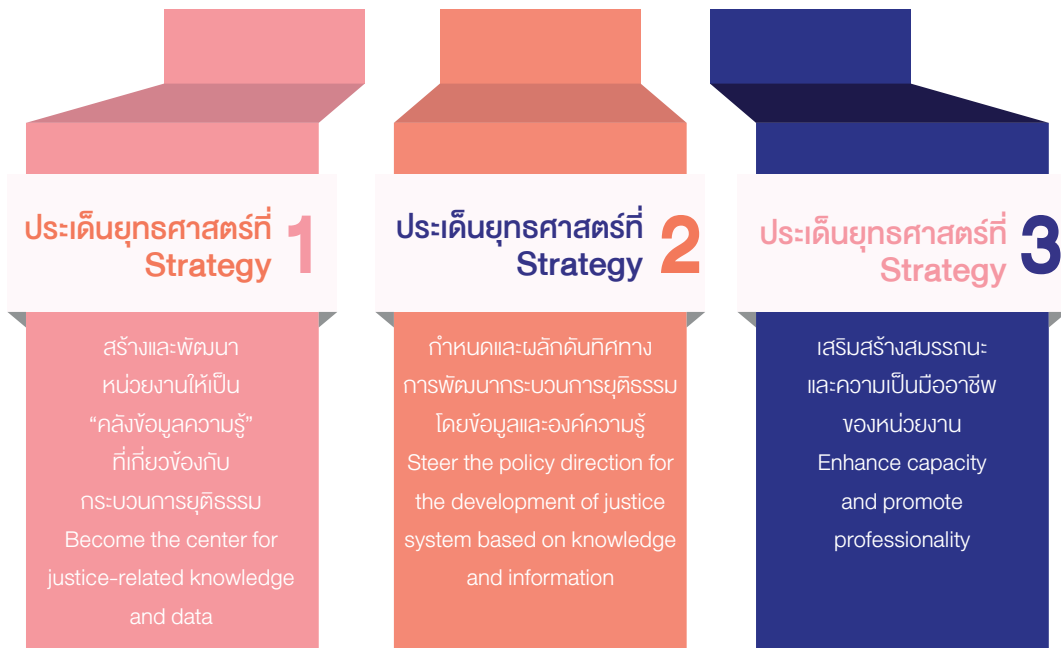 ประเด็นยุทธศาสตร์ที่ 1
Strategy
สร้างและพัฒนา
หน่วยงานให้เป็น
“คลังข้อมูลความรู้”
ที่เกี่ยวข้องกับ
กระบวนการยุติธรรม
Become the center for
justice-related knowledge
and data
ประเด็นยุทธศาสตร์ที่ 2
Strategy
กำหนดและผลักดันทิศทาง
การพัฒนากระบวนการยุติธรรม
โดยข้อมูลและองค์ความรู้
Steer the policy direction for
the development of justice
system based on knowledge
and information
ประเด็นยุทธศาสตร์ที่ 3
Strategy
เสริมสร้างสมรรถนะ
และความเป็นมืออาชีพ
ของหน่วยงาน
Enhance capacity
and promote
professionality